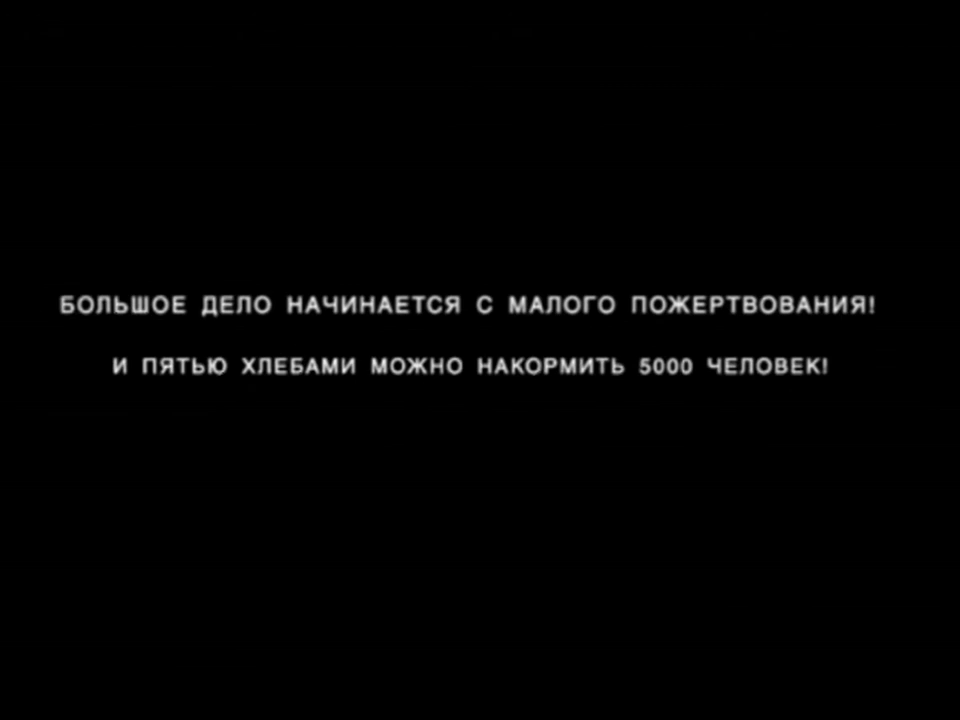 БОЛЬШОЕ ДЕЛО НАЧИНАЕТСЯ С МАЛОГО ПОЖЕРТВОВАНИЯ!
И ПЯТЬЮ ХЛЕБАМИ МОЖНО НАКОРМИТЬ 5000 ЧЕЛОВЕК!